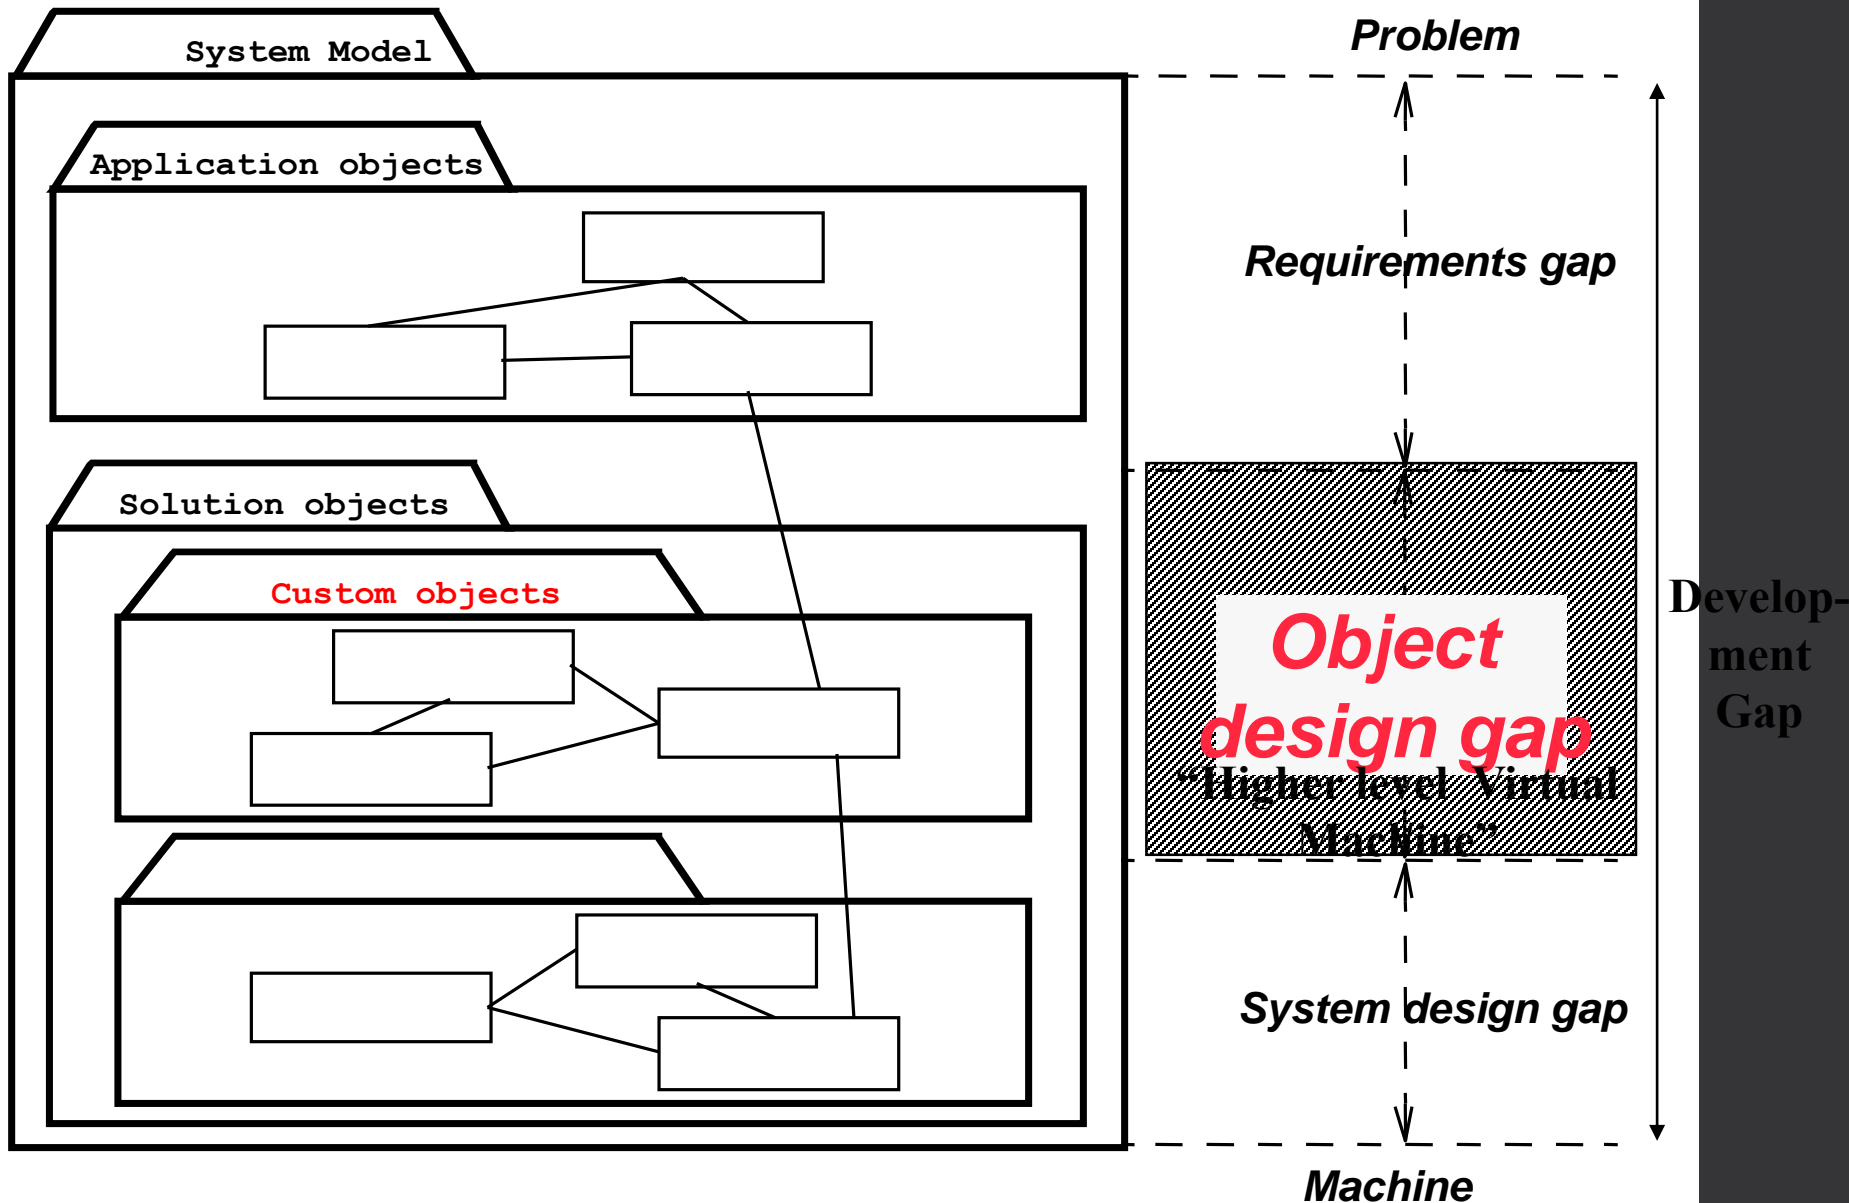 System Model
Problem
Application objects
Requirements gap
Solution objects
Custom objects
Object
design gap
“Higher level Virtual
Machine”
Develop-
ment
Gap
System design gap
Machine